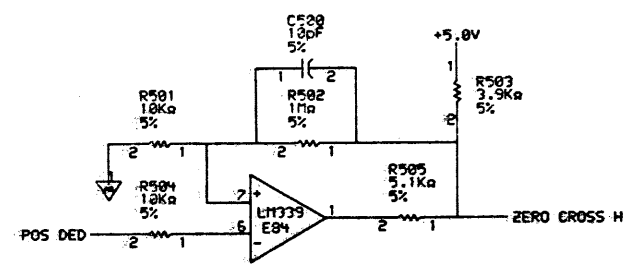 C520
10pF
5%
+5.0V
1 2
1
R501
10KΩ
5%
R502
1MΩ
5%
R503
3.9KΩ
5%
2
2 1
2 1
R504
10KΩ
5%
7 +
LM339
E84
1
R505
5.1KΩ
5%
2 1
ZERO CROSS H
POS DED
2 1
6 -